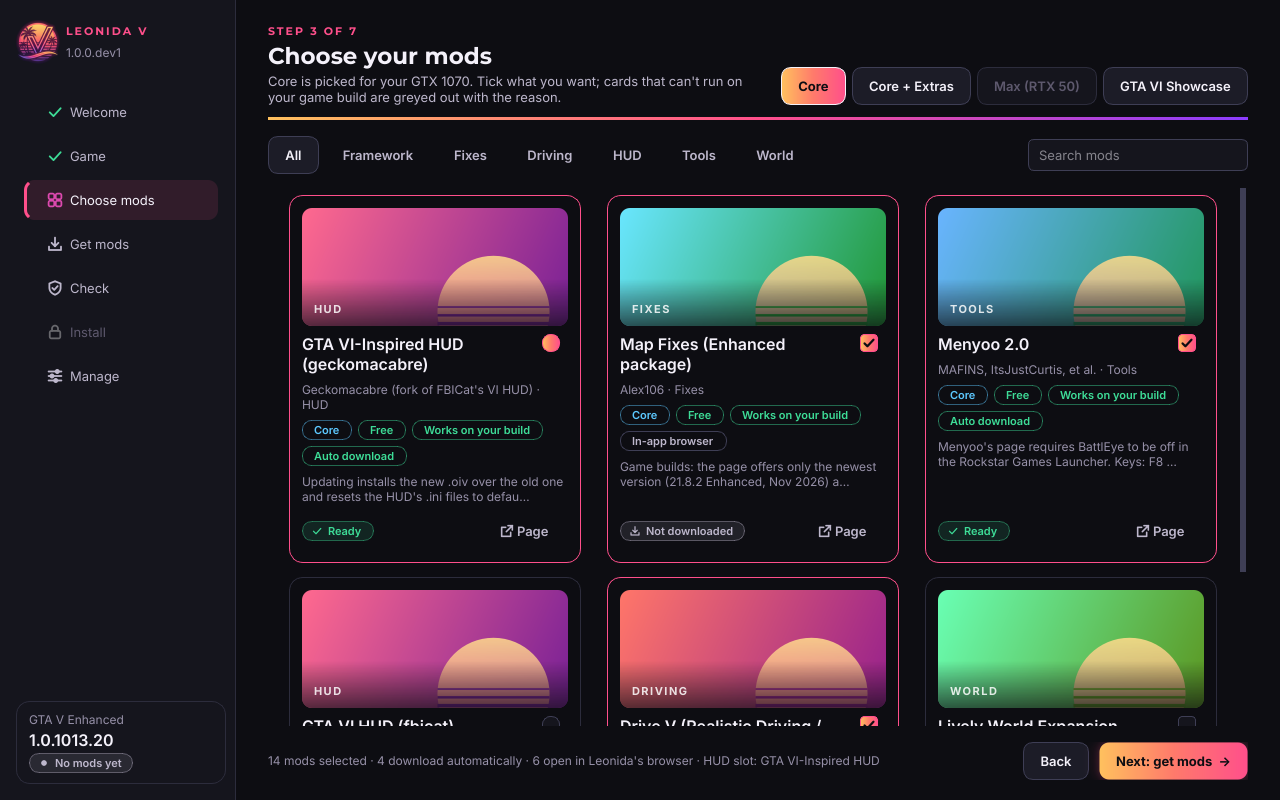 LEONIDA V
1.0.0.dev1
Welcome
Game
Choose mods
Get mods
Check
Install
Manage
GTA V Enhanced
1.0.1013.20
No mods yet
STEP 3 OF 7
Choose your mods
Core is picked for your GTX 1070. Tick what you want; cards that can't run on
your game build are greyed out with the reason.
Core
Core + Extras
Max (RTX 50)
GTA VI Showcase
All
Framework
Fixes
Driving
HUD
Tools
World
Search mods
HUD
GTA VI-Inspired HUD
(geckomacabre)
Geckomacabre (fork of FBICat's VI HUD) ·
HUD
Core
Free
Works on your build
Auto download
Updating installs the new .oiv over the old one
and resets the HUD's .ini files to defau...
Ready
Page
FIXES
Map Fixes (Enhanced
package)
Alex106 · Fixes
Core
Free
Works on your build
In-app browser
Game builds: the page offers only the newest
version (21.8.2 Enhanced, Nov 2026) a...
Not downloaded
Page
TOOLS
Menyoo 2.0
MAFINS, ItsJustCurtis, et al. · Tools
Core
Free
Works on your build
Auto download
Menyoo's page requires BattlEye to be off in
the Rockstar Games Launcher. Keys: F8 ...
Ready
Page
HUD
GTA VI HUD (fbicat)
DRIVING
Drive V (Realistic Driving /
WORLD
Lively World Expansion
14 mods selected · 4 download automatically · 6 open in Leonida's browser · HUD slot: GTA VI-Inspired HUD
Back
Next: get mods →